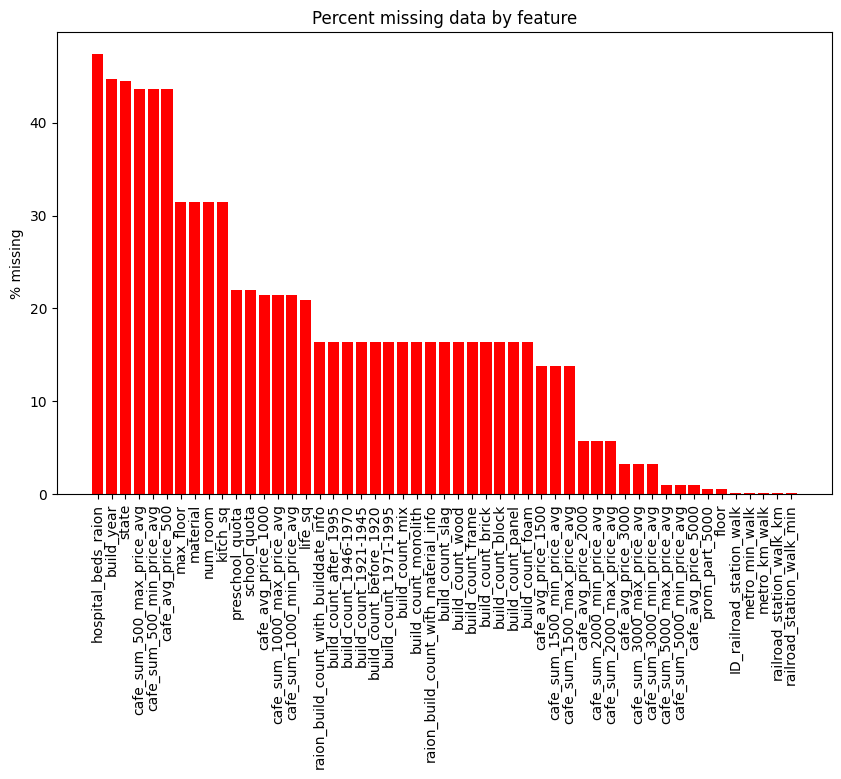 Percent missing data by feature
% missing
40
30
20
10
0
hospital_beds_raion
build_year
state
cafe_sum_500_max_price_avg
cafe_sum_500_min_price_avg
cafe_avg_price_500
max_floor
material
num_room
kitch_sq
preschool_quota
school_quota
cafe_avg_price_1000
cafe_sum_1000_max_price_avg
cafe_sum_1000_min_price_avg
life_sq
raion_build_count_with_builddate_info
build_count_after_1995
build_count_1946-1970
build_count_1921-1945
build_count_before_1920
build_count_1971-1995
build_count_mix
build_count_monolith
raion_build_count_with_material_info
build_count_slag
build_count_wood
build_count_frame
build_count_brick
build_count_block
build_count_panel
build_count_foam
cafe_avg_price_1500
cafe_sum_1500_min_price_avg
cafe_sum_1500_max_price_avg
cafe_avg_price_2000
cafe_sum_2000_min_price_avg
cafe_sum_2000_max_price_avg
cafe_avg_price_3000
cafe_sum_3000_max_price_avg
cafe_sum_3000_min_price_avg
cafe_sum_5000_max_price_avg
cafe_sum_5000_min_price_avg
cafe_avg_price_5000
prom_part_5000
floor
ID_railroad_station_walk
metro_min_walk
metro_km_walk
railroad_station_walk_km
railroad_station_walk_min